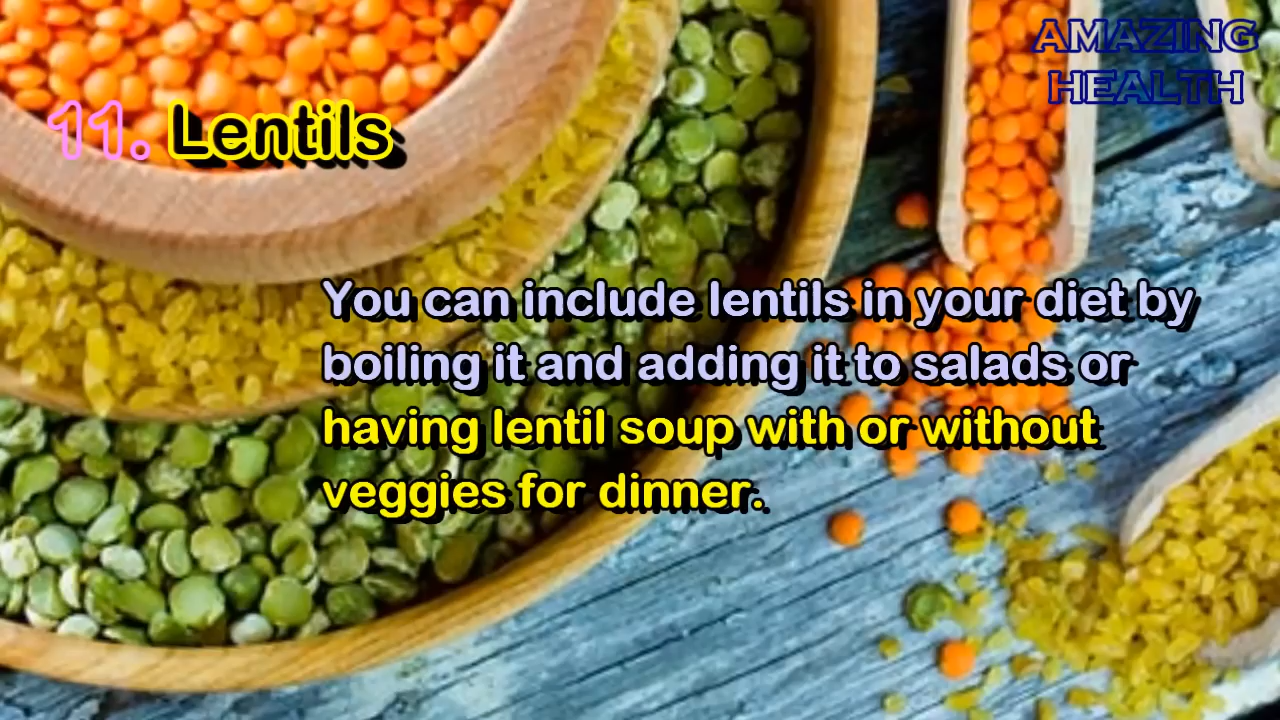 AMAZING
HEALTH
11. Lentils
You can include lentils in your diet by
boiling it and adding it to salads or
having lentil soup with or without
veggies for dinner.